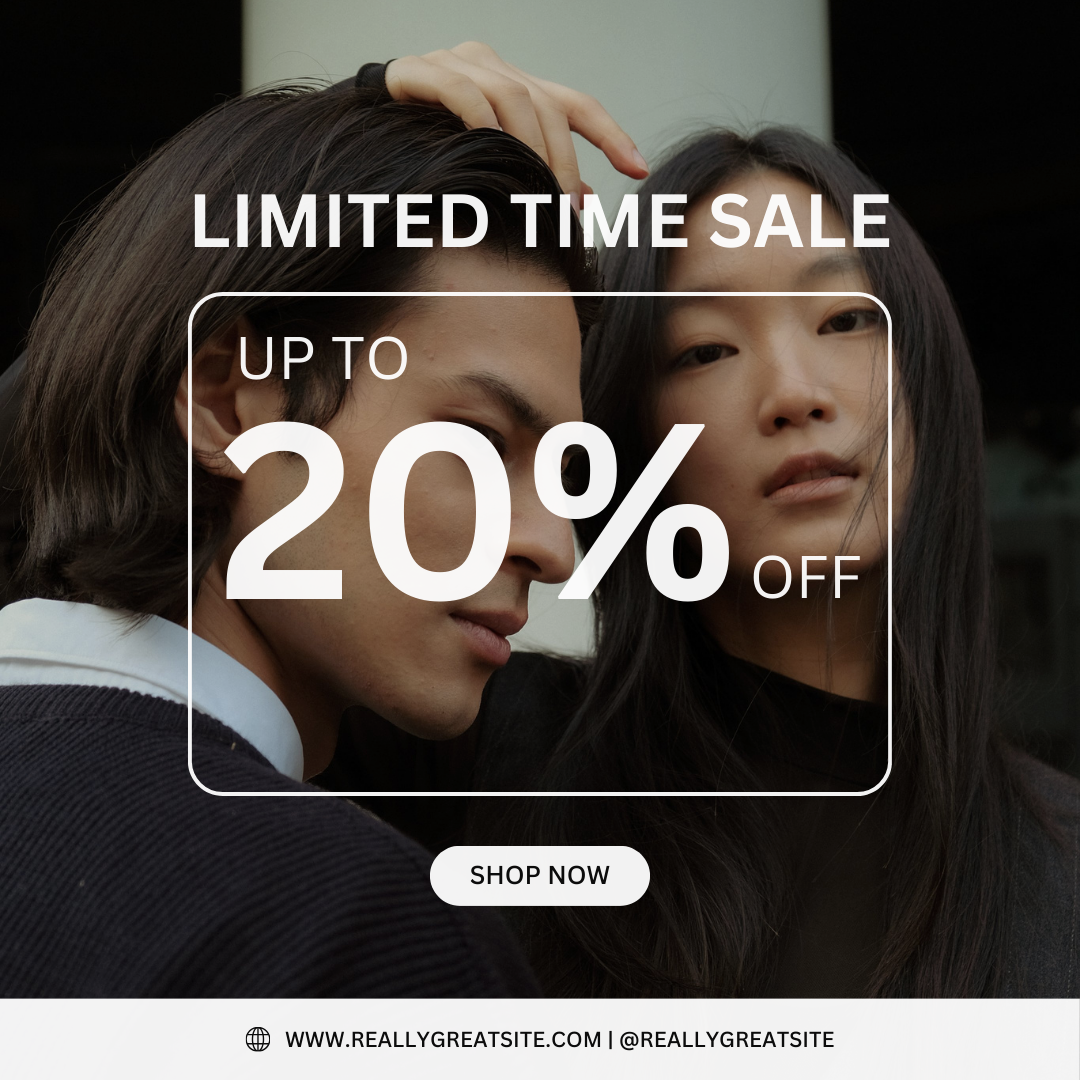 LIMITED TIME SALE
UP TO
20% OFF
SHOP NOW
WWW.REALLYGREATSITE.COM | @REALLYGREATSITE